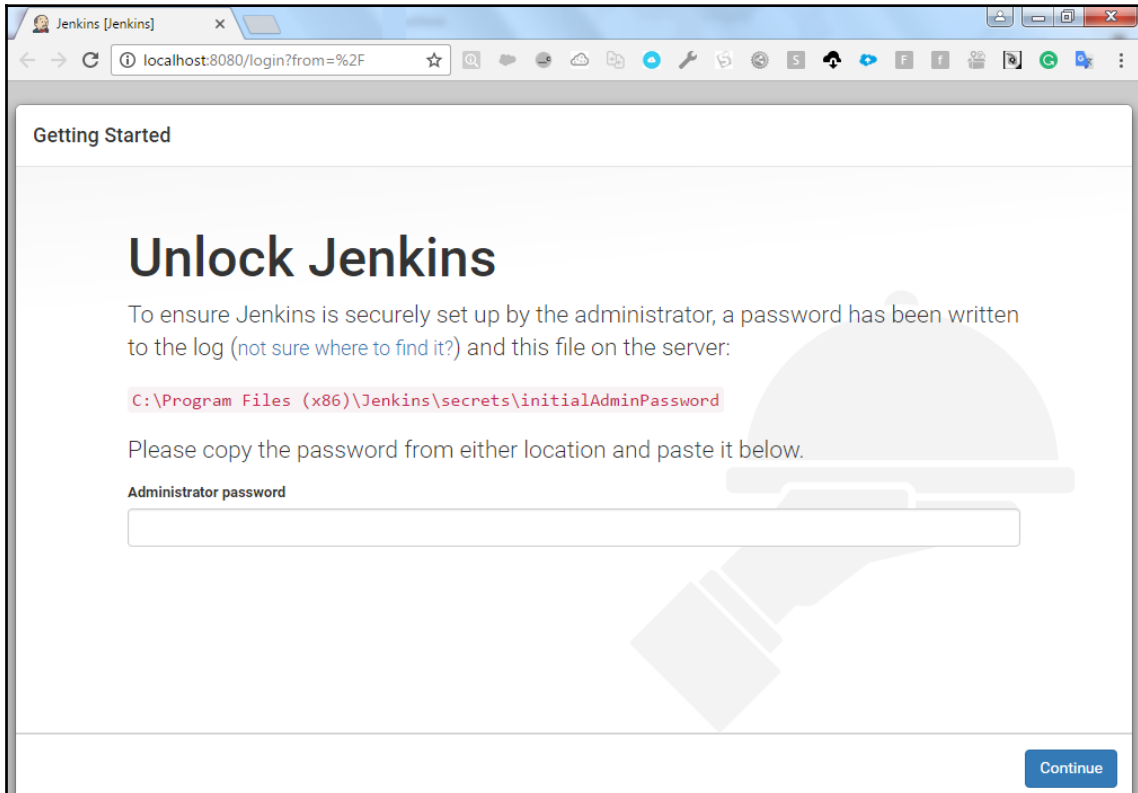 Jenkins [Jenkins]
localhost:8080/login?from=%2F
Getting Started
Unlock Jenkins
To ensure Jenkins is securely set up by the administrator, a password has been written
to the log (not sure where to find it?) and this file on the server:
C:\Program Files (x86)\Jenkins\secrets\initialAdminPassword
Please copy the password from either location and paste it below.
Administrator password
Continue